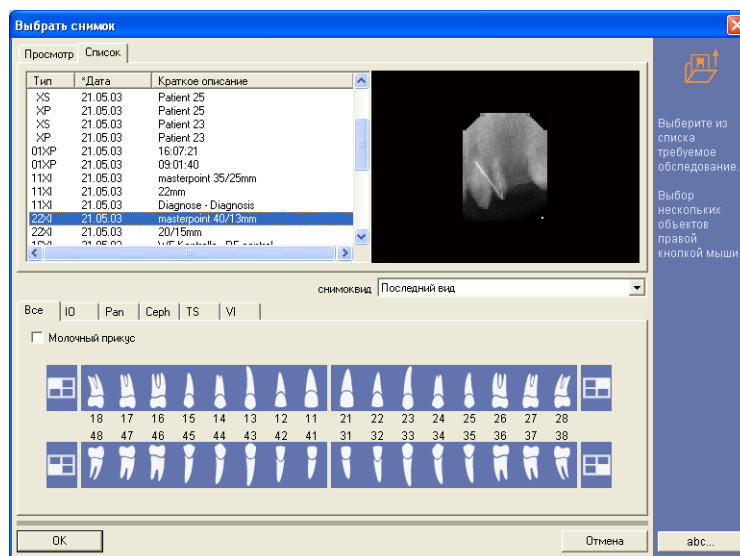 Выбрать снимок
Просмотр Список
Тип *Дата Краткое описание
XS 21.05.03 Patient 25
XP 21.05.03 Patient 25
XS 21.05.03 Patient 23
XP 21.05.03 Patient 23
01XP 21.05.03 16:07:21
01XP 21.05.03 09:01:40
11XI 21.05.03 masterpoint 35/25mm
11XI 21.05.03 22mm
11XI 21.05.03 Diagnose - Diagnosis
22XI 21.05.03 masterpoint 40/13mm
22XI 21.05.03 20/15mm
21.05.03
Выберите из
списка
требуемое
обследование.
Выбор
нескольких
объектов
правой
кнопкой мыши
снимоквид Последний вид
Все IO Pan Ceph TS VI
Молочный прикус
18 17 16 15 14 13 12 11 21 22 23 24 25 26 27 28
48 47 46 45 44 43 42 41 31 32 33 34 35 36 37 38
OK Отмена abc...